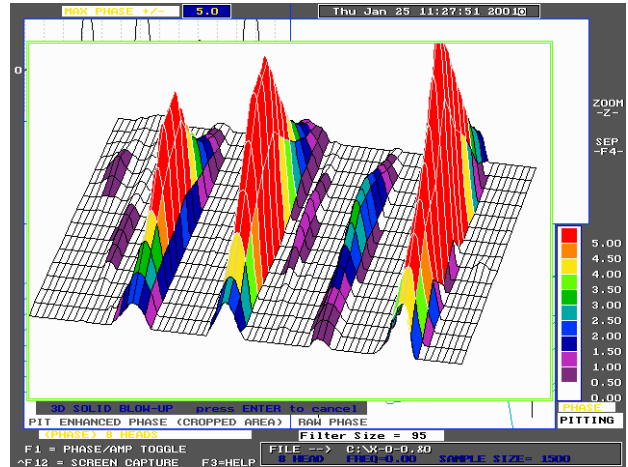 MAX PHASE +/- 5.0 Thu Jan 25 11:27:51 2001
0
ZOOM
-Z-
SEP
-F4-
5.00
4.50
4.00
3.50
3.00
2.50
2.00
1.50
1.00
0.50
0.00
3D SOLID BLOW-UP press ENTER to cancel
PHASE
PIT ENHANCED PHASE (CROPPED AREA) RAW PHASE
PITTING
(PHASE) 8 HEADS
Filter Size = 95
F1 = PHASE/AMP TOGGLE
FILE --> C:\X-0-0.80
^F12 = SCREEN CAPTURE F3=HELP
8 HEAD FREQ=0.00 SAMPLE SIZE= 1500